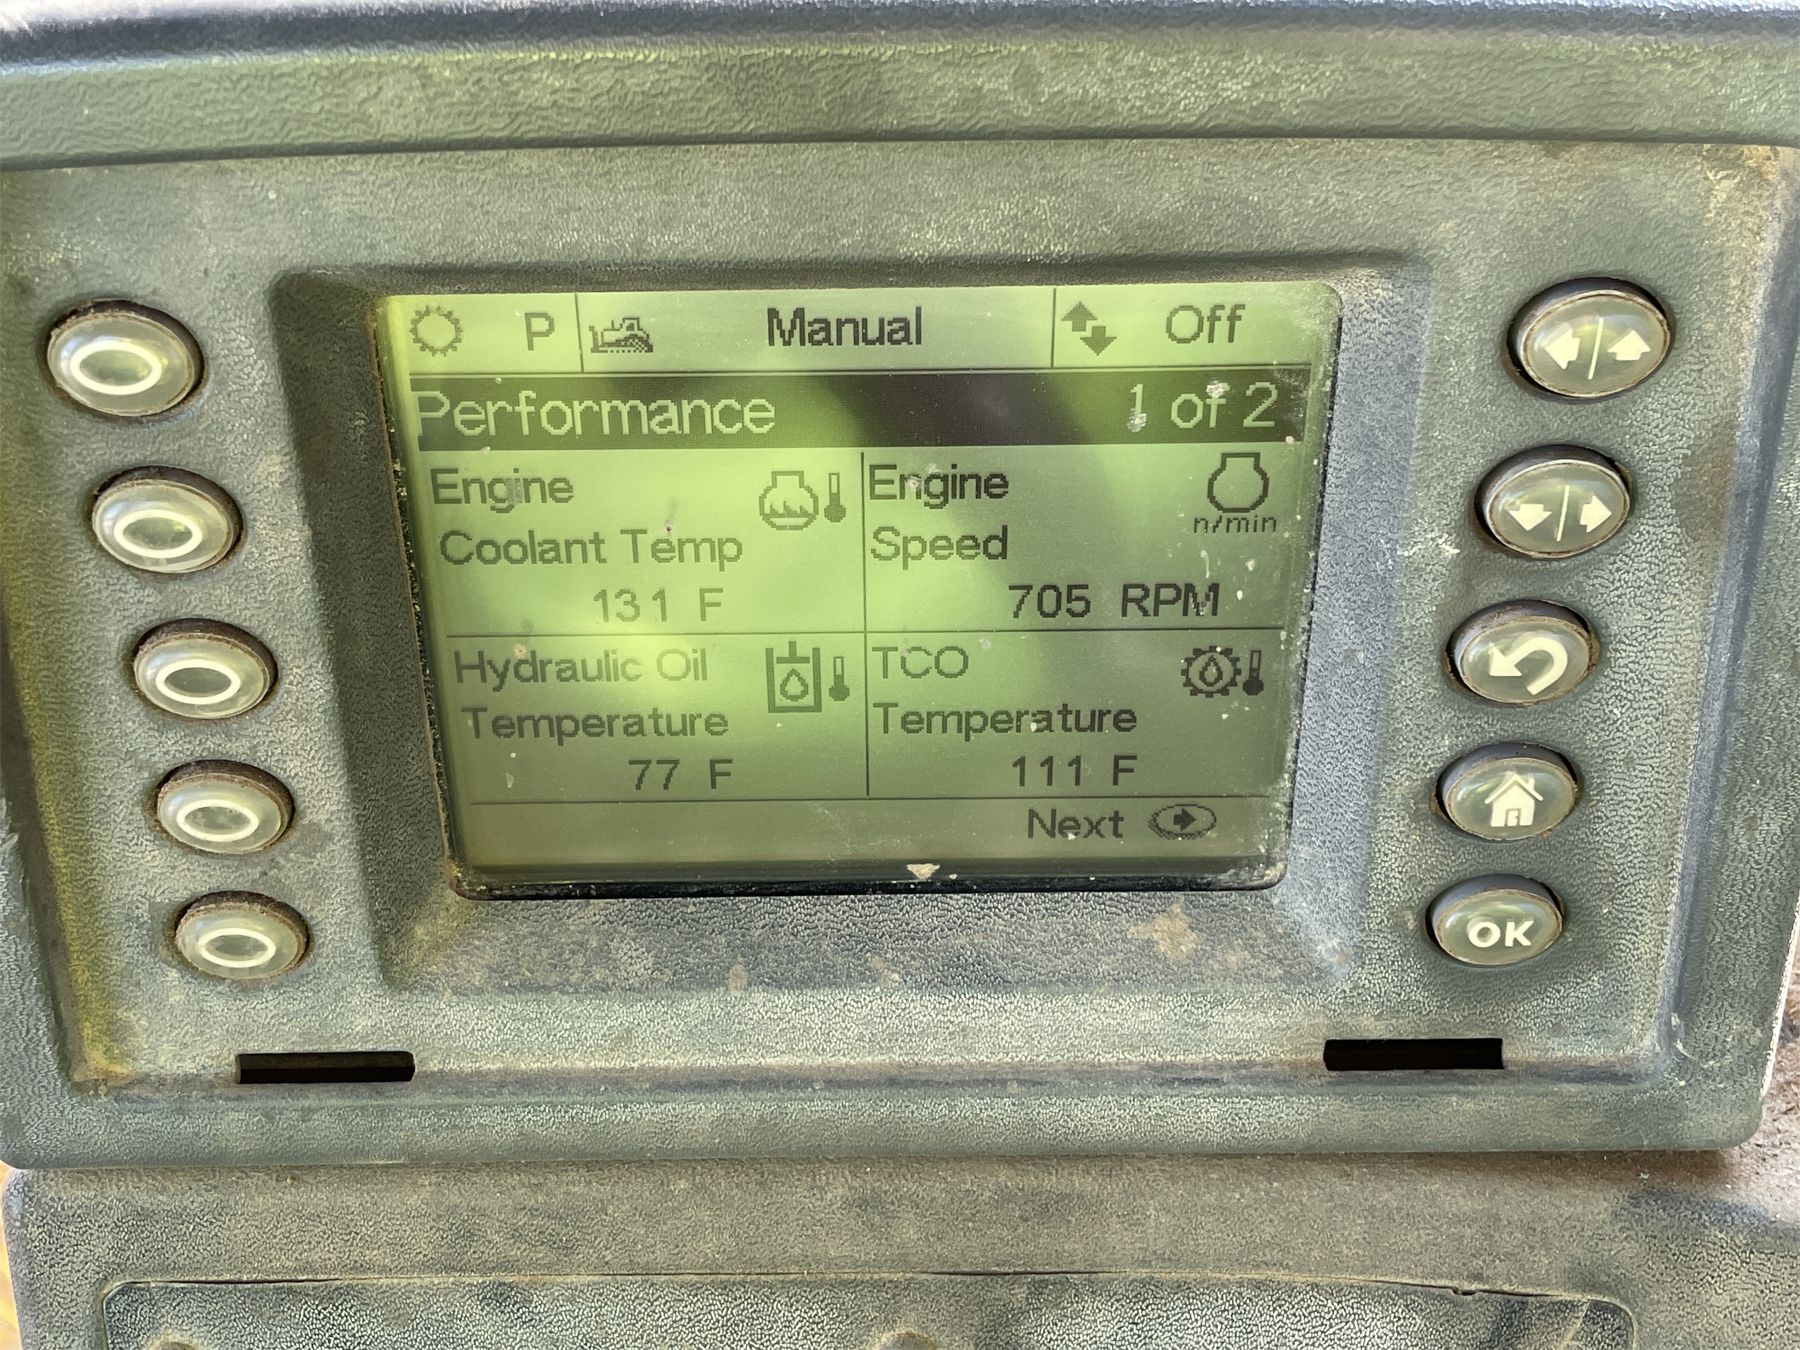 P Manual Off
Performance 1 of 2
Engine
Coolant Temp
131 F
Engine
n/min
Speed
705 RPM
Hydraulic Oil
Temperature
77 F
TCO
Temperature
111 F
Next
OK